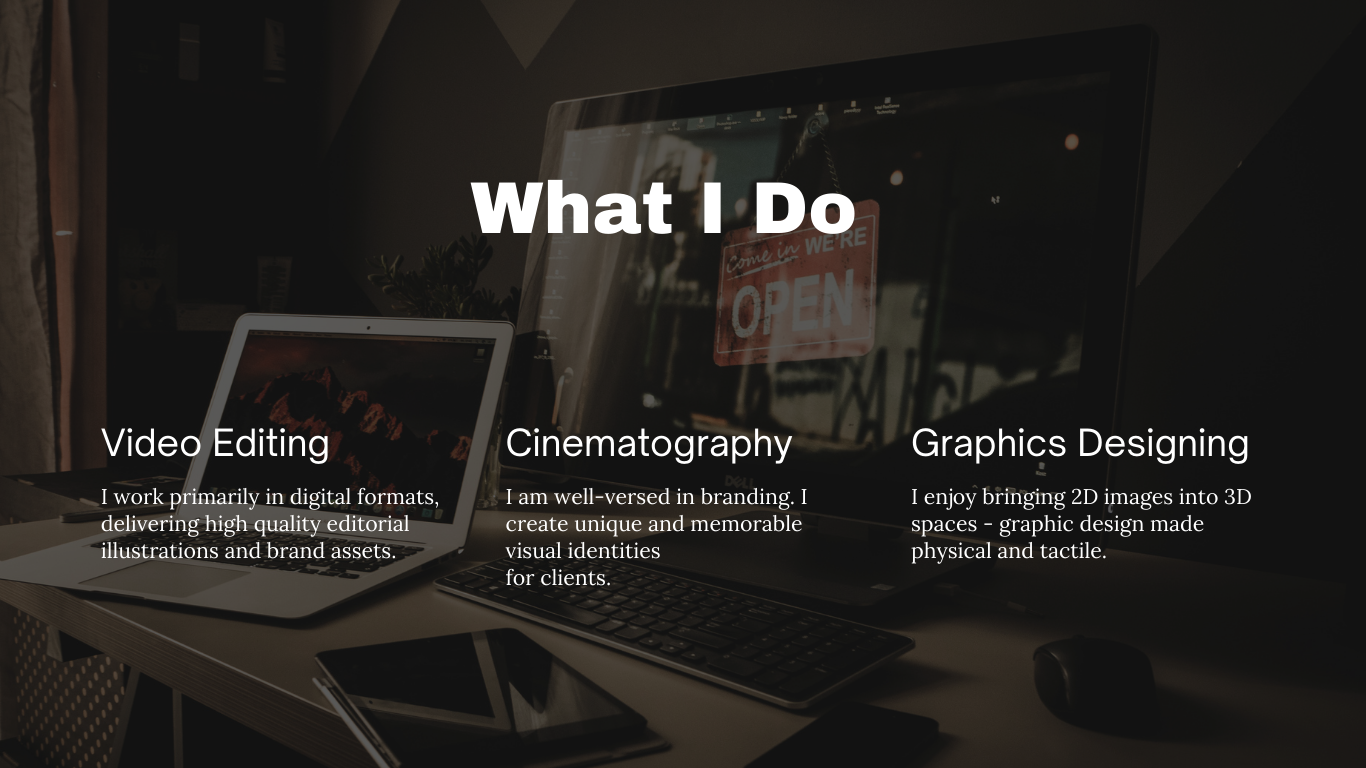 What I Do
come in WE'RE
OPEN
Video Editing
I work primarily in digital formats,
delivering high quality editorial
illustrations and brand assets.
Cinematography
I am well-versed in branding. I
create unique and memorable
visual identities
for clients.
Graphics Designing
I enjoy bringing 2D images into 3D
spaces - graphic design made
physical and tactile.
DELL